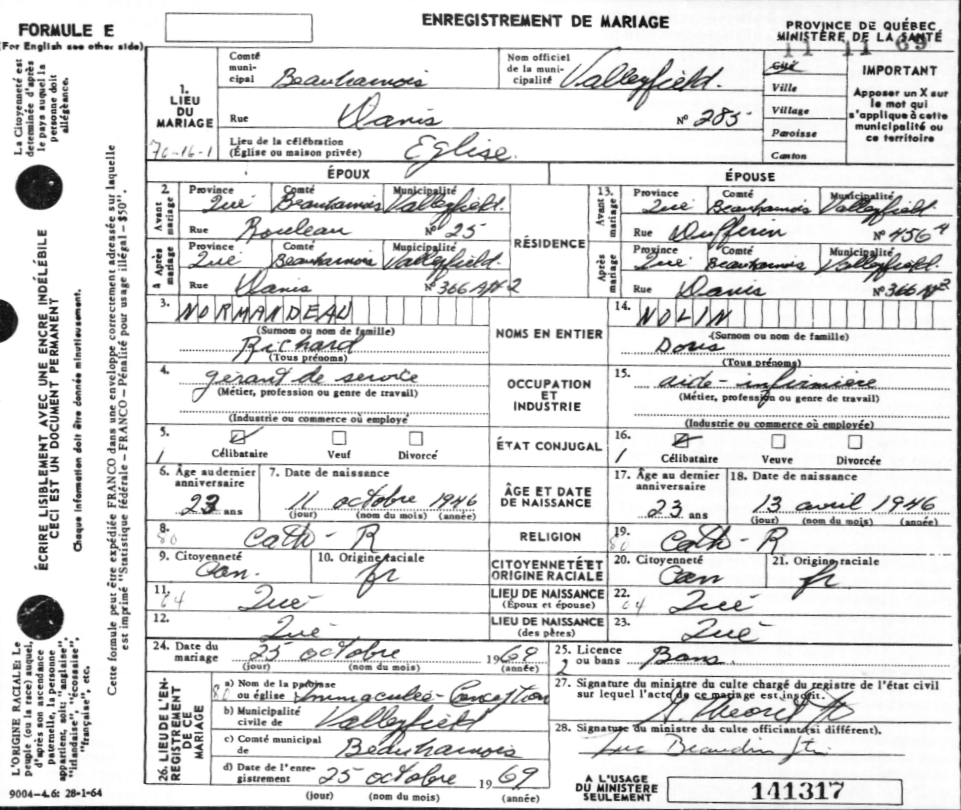 FORMULE E
(For English see other side)
ENREGISTREMENT DE MARIAGE
PROVINCE DE QUÉBEC
MINISTÈRE DE LA SANTÉ
11 11 69
La Citoyenneté est
déterminée d'après
le pays auquel la
personne doit
allégeance.
ÉCRIRE LISIBLEMENT AVEC UNE ENCRE INDÉLÉBILE
CECI EST UN DOCUMENT PERMANENT
Chaque information doit être donnée minutieusement.
L'ORIGINE RACIALE: Le
peuple (ou la race) auquel,
d'après son ascendance
paternelle, la personne
appartient, soit: "anglaise",
"irlandaise", "écossaise",
"française", etc.
Cette formule peut être expédiée FRANCO dans une enveloppe correctement adressée sur laquelle
est imprimé "Statistique fédérale – FRANCO – Pénalité pour usage illégal – $50".
1.
LIEU
DU
MARIAGE
76-16-1
Comté municipal Beauharnois
Nom officiel de la municipalité Valleyfield.
Rue Danis No 285
Lieu de la célébration
(Église ou maison privée) Eglise.
Cité
Ville
Village
Paroisse
Canton
IMPORTANT
Apposer un X sur
le mot qui
s'applique à cette
municipalité ou
ce territoire
ÉPOUX
ÉPOUSE
RÉSIDENCE
2. Avant mariage
Province Comté Municipalité
Qué Beauharnois Valleyfield.
Rue Rouleau No 25
à Après mariage
Province Comté Municipalité
Qué Beauharnois Valleyfield.
Rue Danis No 366 Apt 2
13. Avant mariage
Province Comté Municipalité
Qué Beauharnois Valleyfield
Rue Dufferin No 456 4
Après mariage
Province Comté Municipalité
Qué Beauharnois Valleyfield.
Rue Danis No 366
NOMS EN ENTIER
3. NORMANDEAU
(Surnom ou nom de famille)
Richard
(Tous prénoms)
14. NOLIN
(Surnom ou nom de famille)
Doris
(Tous prénoms)
OCCUPATION
ET
INDUSTRIE
4. gérant de service
(Métier, profession ou genre de travail)
(Industrie ou commerce où employé
15. aide-infirmière
(Métier, profession ou genre de travail)
(Industrie ou commerce où employée)
ÉTAT CONJUGAL
5. 1
Célibataire Veuf Divorcé
16. 1
Célibataire Veuve Divorcée
ÂGE ET DATE
DE NAISSANCE
6. Âge au dernier
anniversaire
23 ans
7. Date de naissance
11 octobre 1946
(jour) (nom du mois) (année)
17. Âge au dernier
anniversaire
23 ans
18. Date de naissance
13 avril 1946
(jour) (nom du mois) (année)
RELIGION
8. 80 Cath-R
19. 80 Cath-R
CITOYENNETÉ ET
ORIGINE RACIALE
9. Citoyenneté Can.
10. Origine raciale fr
20. Citoyenneté Can
21. Origine raciale fr
LIEU DE NAISSANCE
(Époux et épouse)
11. 64 Qué
22. 64 Qué
LIEU DE NAISSANCE
(des pères)
12. Qué
23. Qué
24. Date du
mariage 25 octobre 1969
(jour) (nom du mois) (année)
25. Licence
ou bans 2 Bans.
26. LIEU DE L'ENREGISTREMENT
DE CE
MARIAGE
a) Nom de la paroisse
ou église 80 Immaculée-Conception
b) Municipalité
civile de Valleyfield
c) Comté municipal
de Beauharnois
d) Date de l'enregistrement
25 octobre 1969
(jour) (nom du mois) (année)
27. Signature du ministre du culte chargé du registre de l'état civil
sur lequel l'acte de ce mariage est inscrit.
28. Signature du ministre du culte officiant (si différent).
Luc Beaudin
À L'USAGE
DU MINISTÈRE
SEULEMENT
141317
9004-4.6: 28-1-64